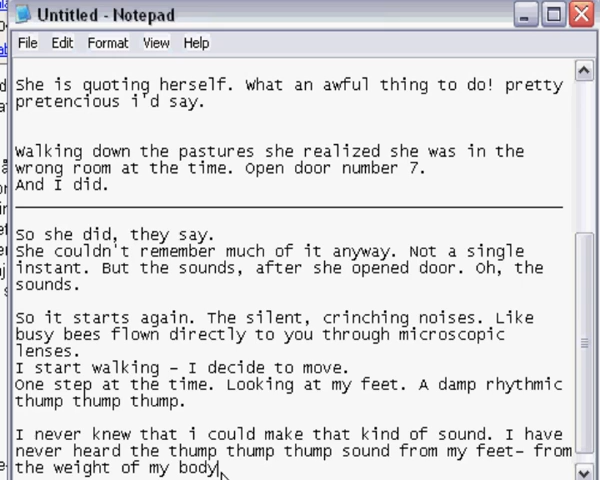 Untitled - Notepad
File Edit Format View Help
She is quoting herself. What an awful thing to do! pretty
pretencious i'd say.
Walking down the pastures she realized she was in the
wrong room at the time. Open door number 7.
And I did.
So she did, they say.
She couldn't remember much of it anyway. Not a single
instant. But the sounds, after she opened door. Oh, the
sounds.
So it starts again. The silent, crinching noises. Like
busy bees flown directly to you through microscopic
lenses.
I start walking - I decide to move.
One step at the time. Looking at my feet. A damp rhythmic
thump thump thump.
I never knew that i could make that kind of sound. I have
never heard the thump thump thump sound from my feet- from
the weight of my body